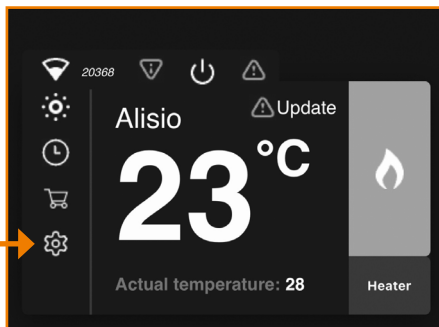 20368
Alisio
Update
23°C
Actual temperature: 28
Heater